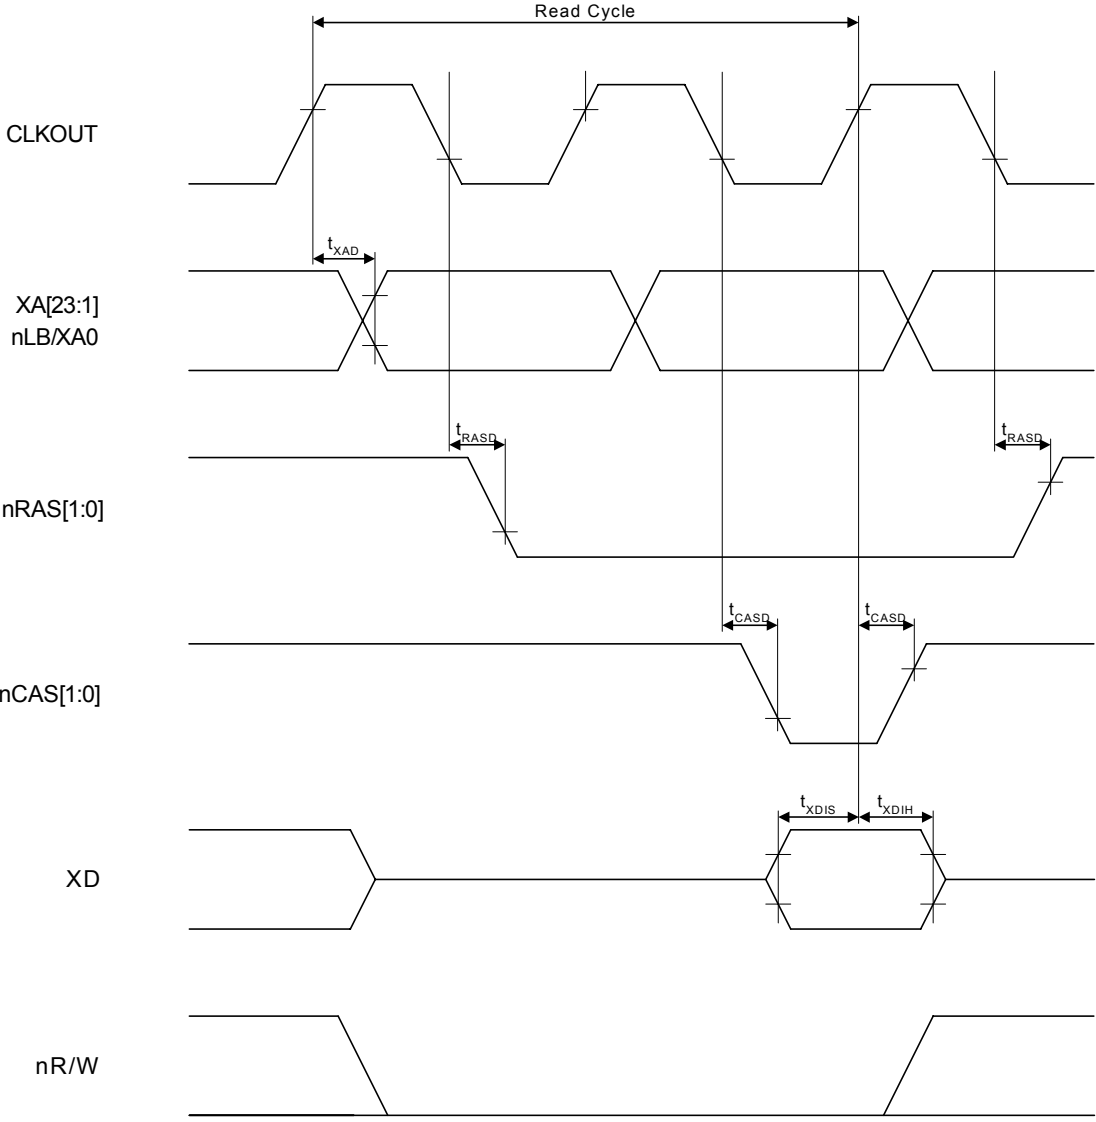 Read Cycle
CLKOUT
tXAD
XA[23:1]
nLB/XA0
tRASD
tRASD
nRAS[1:0]
tCASD
tCASD
nCAS[1:0]
tXDIS
tXDIH
XD
nR/W